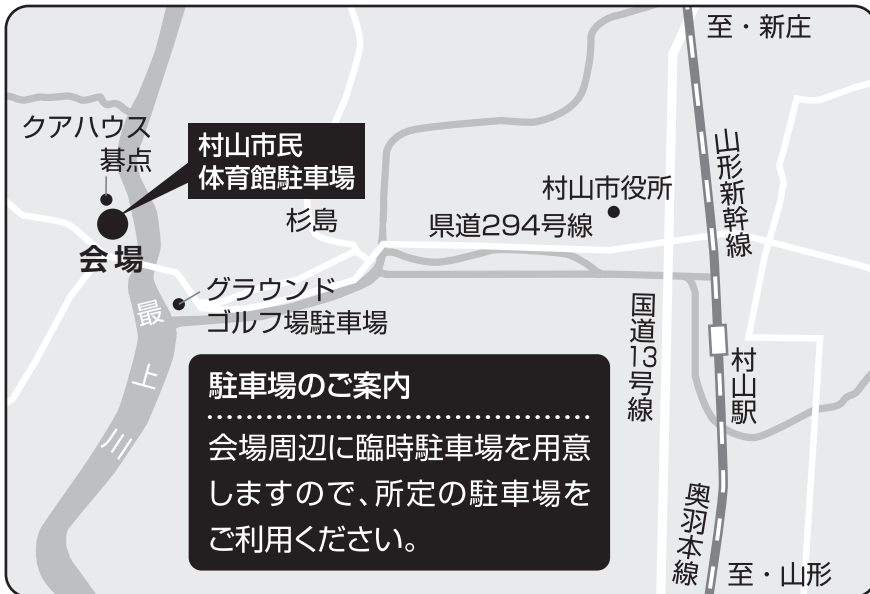 至・新庄
クアハウス
碁点
村山市民
体育館駐車場
山形新幹線
村山市役所
杉島
県道294号線
会場
グラウンド
ゴルフ場駐車場
最上川
国道13号線
村山駅
駐車場のご案内
会場周辺に臨時駐車場を用意
しますので、所定の駐車場を
ご利用ください。
奥羽本線
至・山形